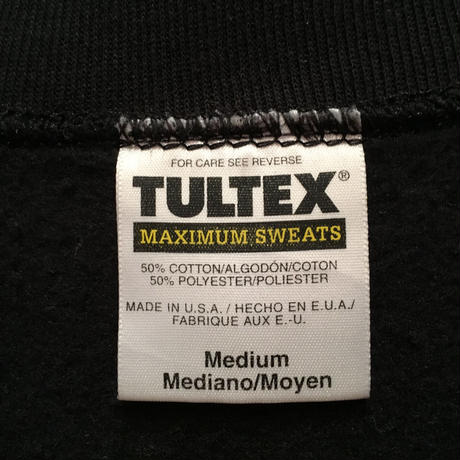 FOR CARE SEE REVERSE
TULTEX®
MAXIMUM SWEATS
50% COTTON/ALGODÓN/COTON
50% POLYESTER/POLIESTER
MADE IN U.S.A. / HECHO EN E.U.A./
FABRIQUE AUX E.-U.
Medium
Mediano/Moyen